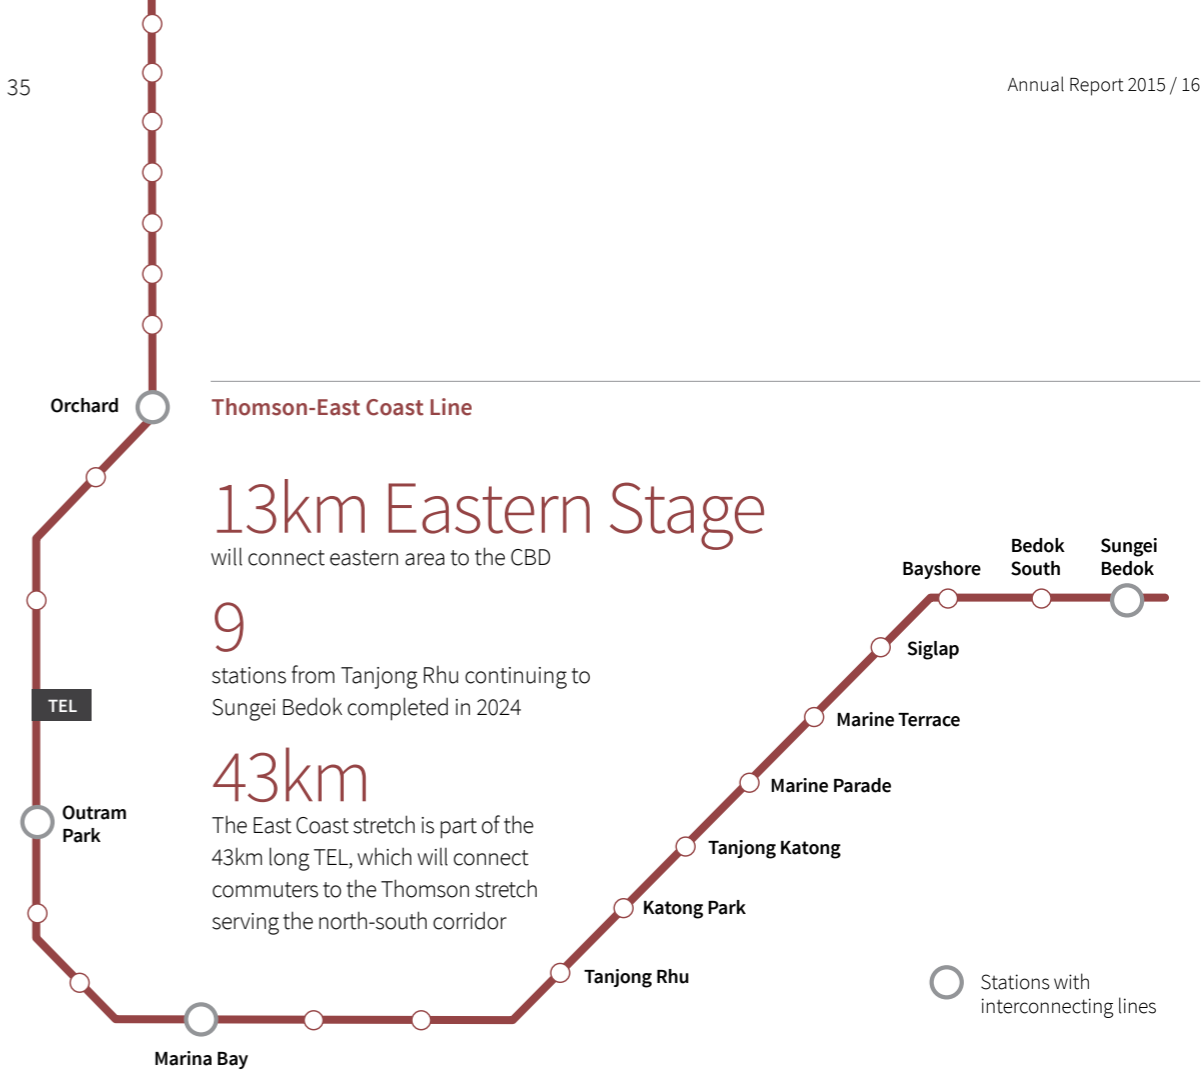 35
Annual Report 2015 / 16
Orchard
Thomson-East Coast Line
13km Eastern Stage
will connect eastern area to the CBD
9
stations from Tanjong Rhu continuing to
Sungei Bedok completed in 2024
43km
The East Coast stretch is part of the
43km long TEL, which will connect
commuters to the Thomson stretch
serving the north-south corridor
TEL
Outram
Park
Marina Bay
Tanjong Rhu
Katong Park
Tanjong Katong
Marine Parade
Marine Terrace
Siglap
Bayshore
Bedok
South
Sungei
Bedok
Stations with
interconnecting lines